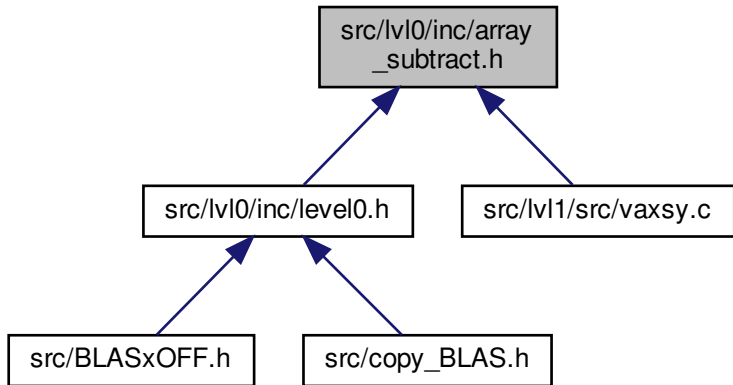 src/lvl0/inc/array
_subtract.h
src/lvl0/inc/level0.h
src/lvl1/src/vaxsy.c
src/BLASxOFF.h
src/copy_BLAS.h